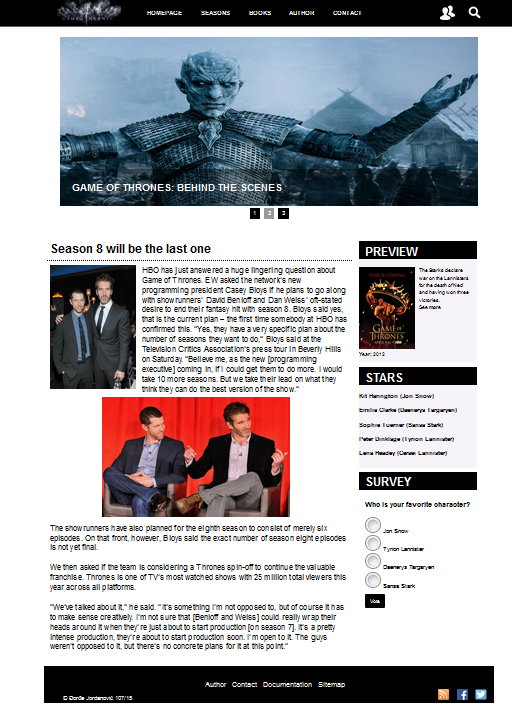 GAME OF THRONES
HOMEPAGE SEASONS BOOKS AUTHOR CONTACT
GAME OF THRONES: BEHIND THE SCENES
1 2 3
Season 8 will be the last one
HBO has just answered a huge lingering question about
Game of Thrones. EW asked the network's new
programming president Casey Bloys if he plans to go along
with showrunners' David Benioff and Dan Weiss' oft-stated
desire to end their fantasy hit with season 8. Bloys said yes,
that is the current plan – the first time somebody at HBO has
confirmed this. "Yes, they have a very specific plan about the
number of seasons they want to do," Bloys said at the
Television Critics Association's press tour in Beverly Hills
on Saturday. "Believe me, as the new [programming
executive] coming in, if I could get them to do more. I would
take 10 more seasons. But we take their lead on what they
think they can do the best version of the show."
The showrunners have also planned for the eighth season to consist of merely six
episodes. On that front, however, Bloys said the exact number of season eight episodes
is not yet final.
We then asked if the team is considering a Thrones spin-off to continue the valuable
franchise. Thrones is one of TV's most watched shows with 25 million total viewers this
year across all platforms.
"We've talked about it," he said. "It's something I'm not opposed to, but of course it has
to make sense creatively. I'm not sure that [Benioff and Weiss] could really wrap their
heads around it when they're just about to start production [on season 7]. It's a pretty
intense production, they're about to start production soon. I'm open to it. The guys
weren't opposed to it, but there's no concrete plans for it at this point."
PREVIEW
WAR IS COMING
GAME OF THRONES
The Starks declare
war on the Lannisters
for the death of Ned
and having won three
victories.
See more
Year: 2012
STARS
Kit Harington (Jon Snow)
Emilia Clarke (Daenerys Targaryen)
Sophie Tuerner (Sansa Stark)
Peter Dinklage (Tyrion Lannister)
Lena Headey (Cersei Lannister)
SURVEY
Who is your favorite character?
Jon Snow
Tyrion Lannister
Daenerys Targaryen
Sansa Stark
Vote
Author Contact Documentation Sitemap
© Đorđe Jordanović 107/15